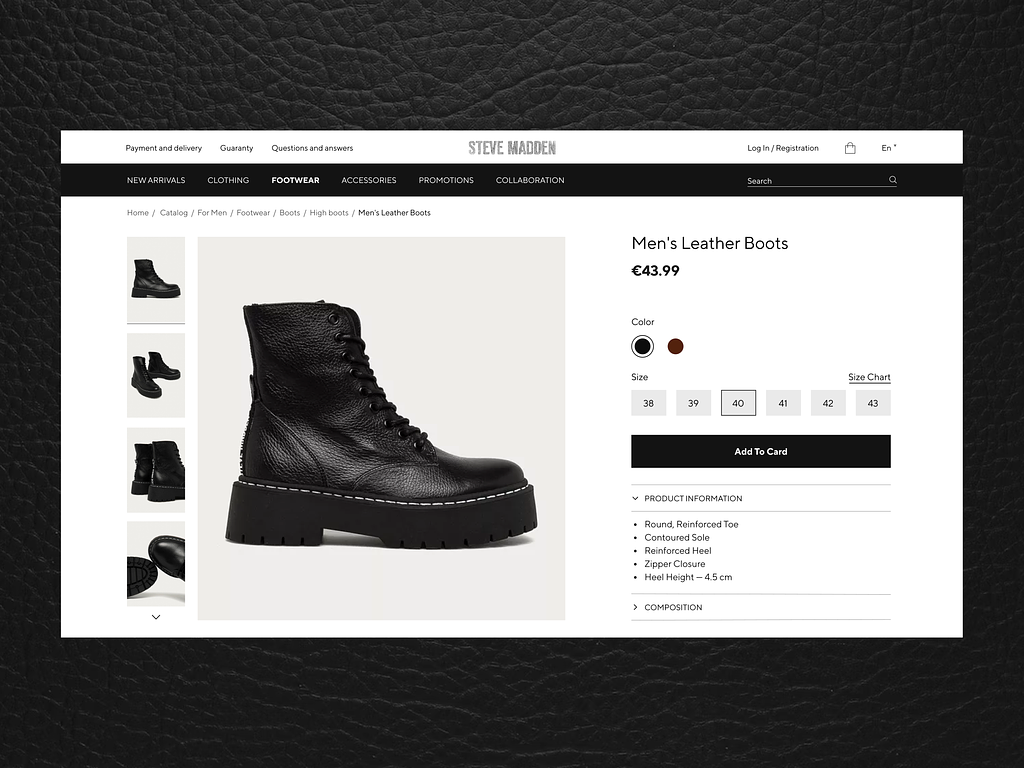 Payment and delivery Guaranty Questions and answers STEVE MADDEN Log In / Registration En
NEW ARRIVALS CLOTHING FOOTWEAR ACCESSORIES PROMOTIONS COLLABORATION Search
Home / Catalog / For Men / Footwear / Boots / High boots / Men's Leather Boots
Men's Leather Boots
€43.99
Color
Size Size Chart
38 39 40 41 42 43
Add To Card
PRODUCT INFORMATION
• Round, Reinforced Toe
• Contoured Sole
• Reinforced Heel
• Zipper Closure
• Heel Height – 4.5 cm
COMPOSITION